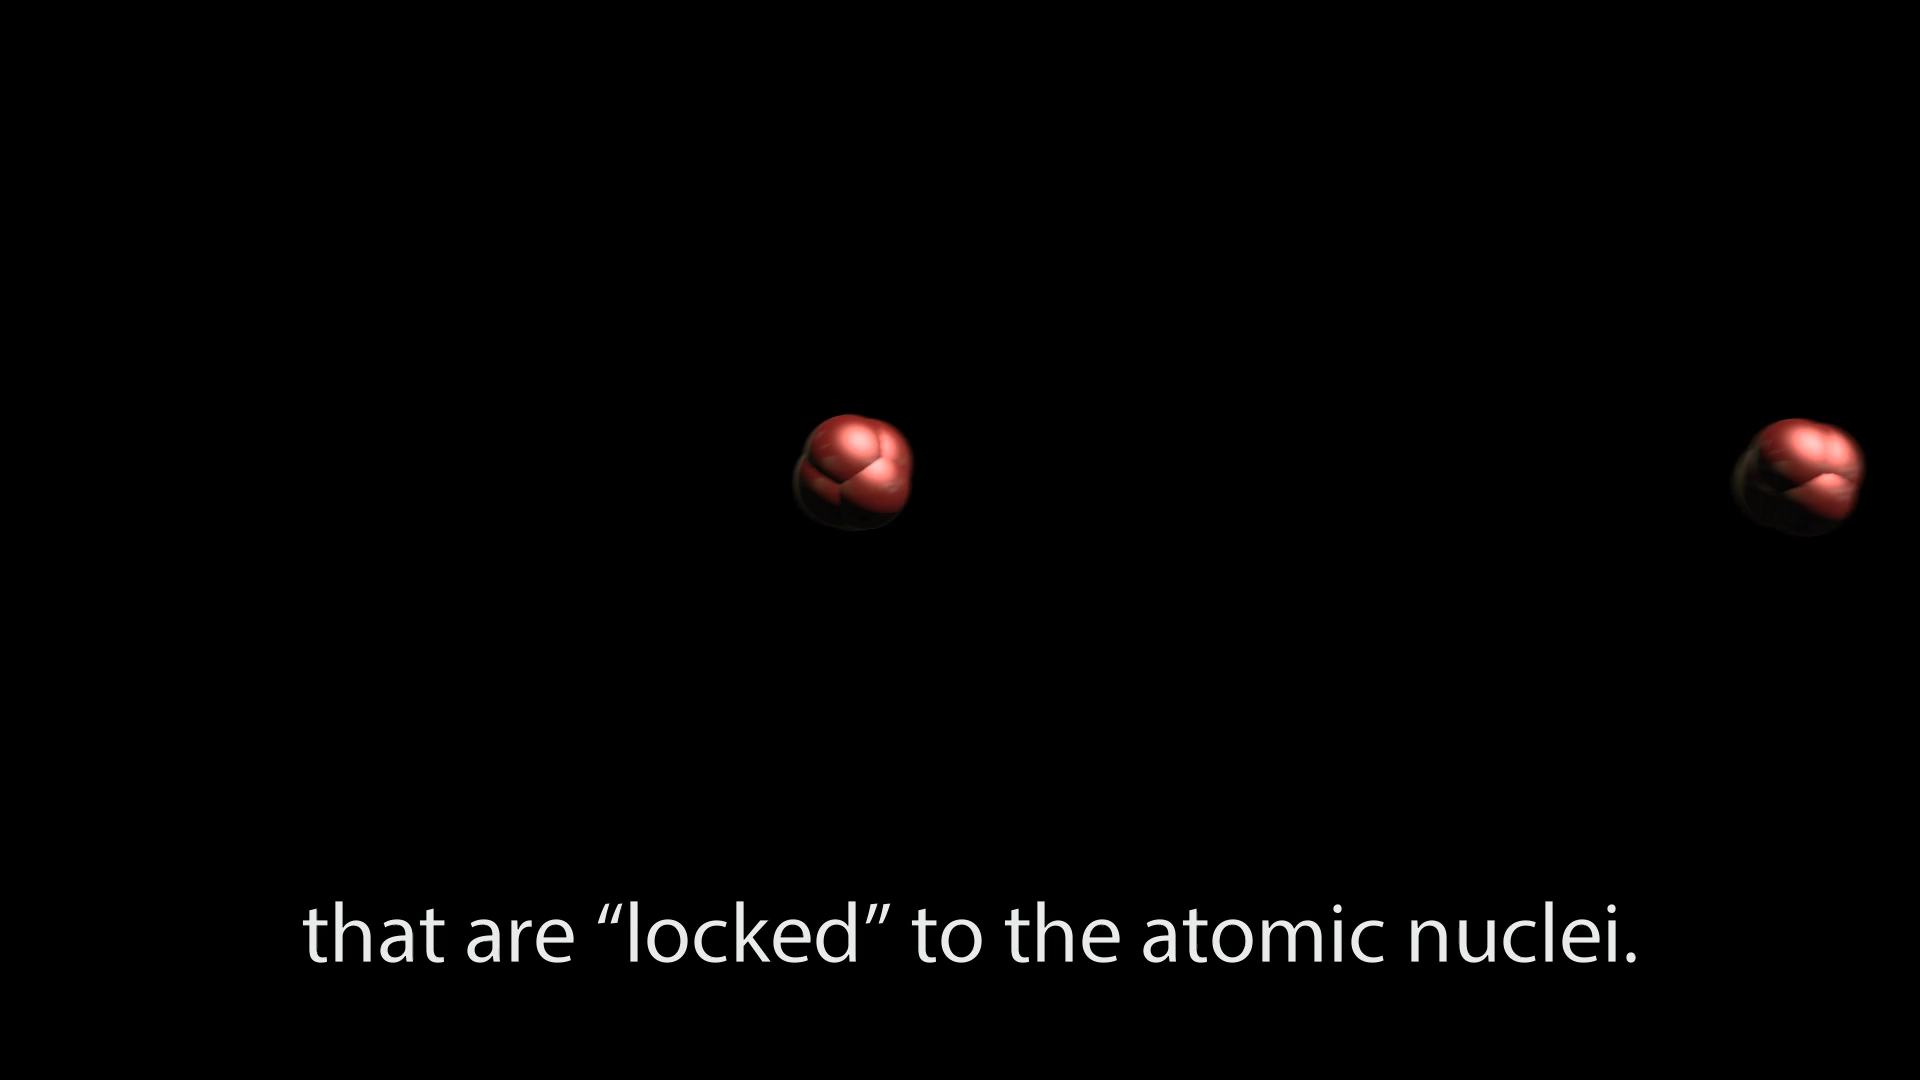 that are “locked” to the atomic nuclei.